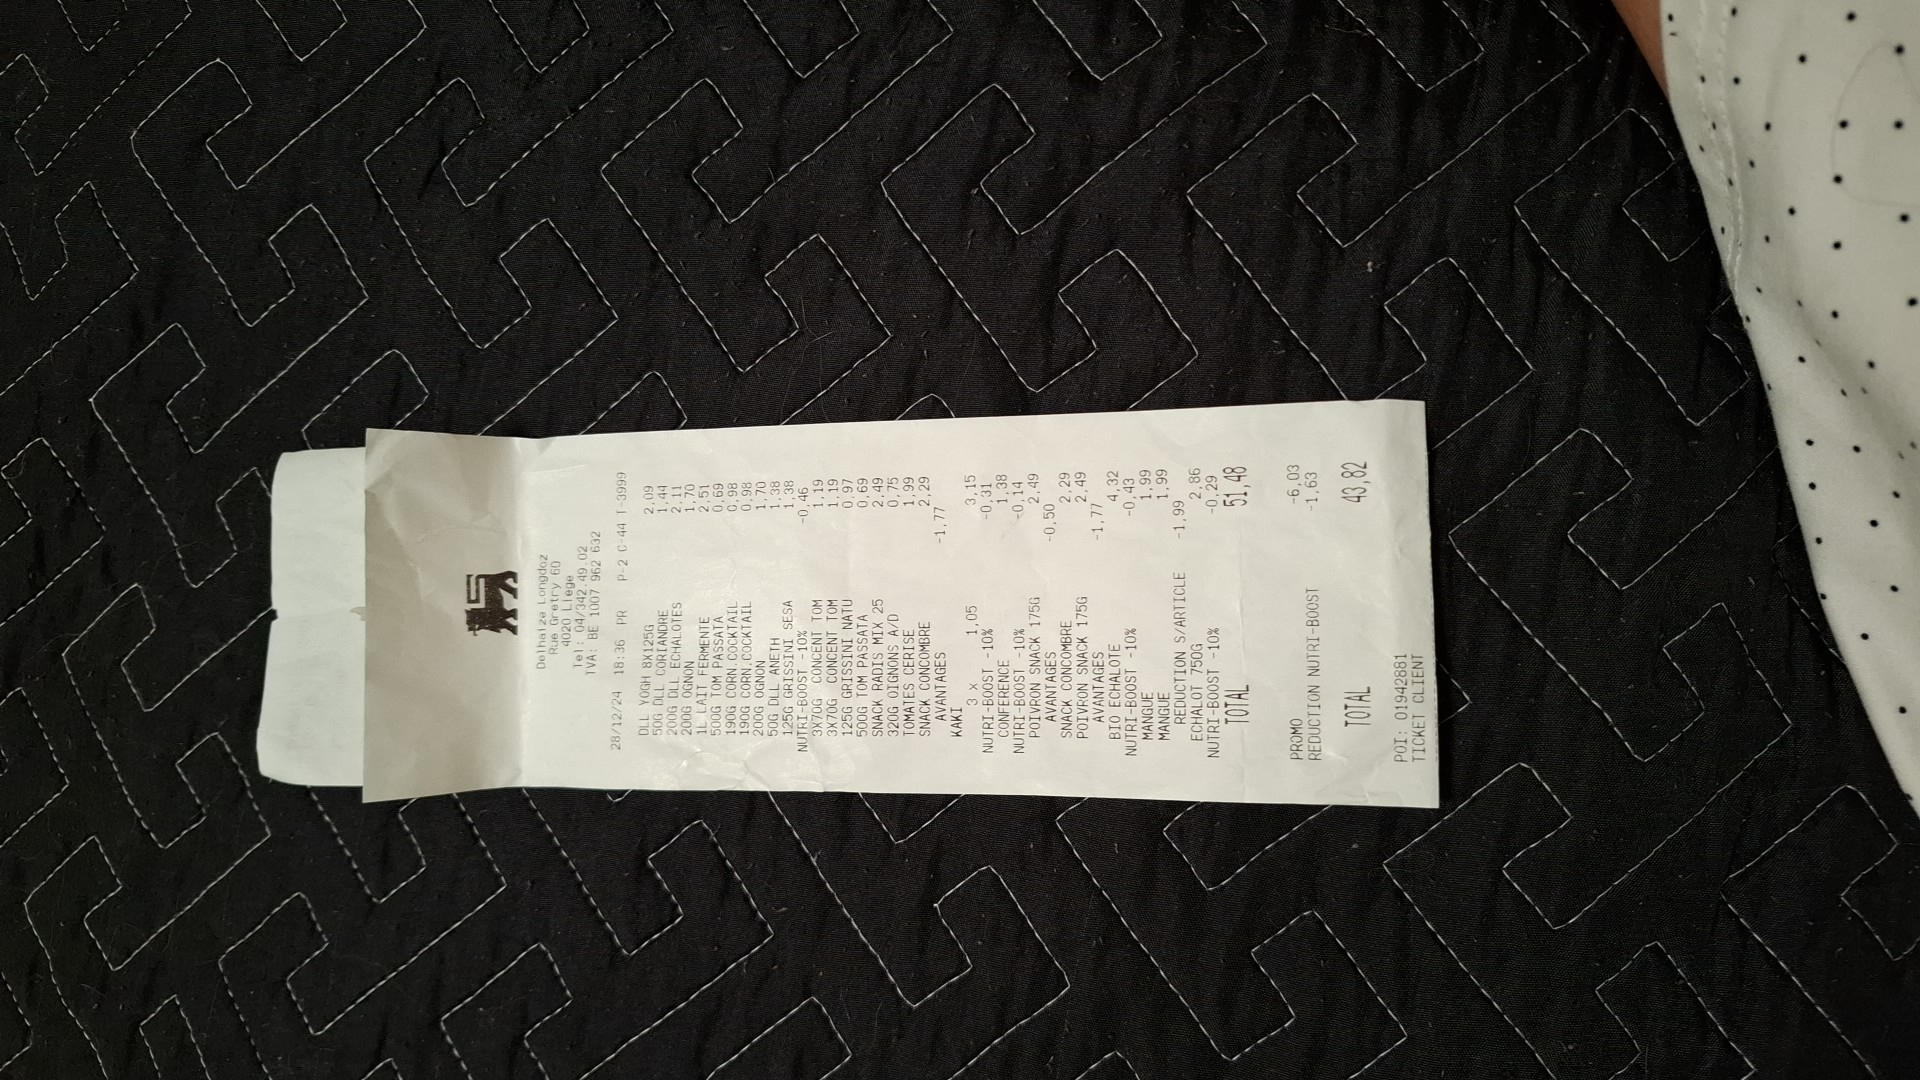 Delhaize Longdoz
Rue Gretry 60
4020 Liege
Tel: 04/342.49.02
TVA: BE 1007 962 632
28/12/24 18:36 PR P-2 C-44 T-3999
DLL YOGH 8X125G 2,09
50G DLL CORIANDRE 1,44
200G DLL ECHALOTES 2,11
200G OIGNON 1,70
1L LAIT FERMENTE 2,51
500G TOM PASSATA 0,69
190G CORN.COCKTAIL 0,98
190G CORN.COCKTAIL 0,98
200G OIGNON 1,70
50G DLL ANETH 1,38
125G GRISSINI SESA 1,38
NUTRI-BOOST -10% -0,46
3X70G CONCENT TOM 1,19
3X70G CONCENT TOM 1,19
125G GRISSINI NATU 0,97
500G TOM PASSATA 0,69
SNACK RADIS MIX 25 2,49
320G OIGNONS A/D 0,75
TOMATES CERISE 1,99
SNACK CONCOMBRE 2,29
AVANTAGES -1,77
KAKI
3 x 1,05 3,15
NUTRI-BOOST -10% -0,31
CONFERENCE 1,38
NUTRI-BOOST -10% -0,14
POIVRON SNACK 175G 2,49
AVANTAGES -0,50
SNACK CONCOMBRE 2,29
POIVRON SNACK 175G 2,49
AVANTAGES -1,77
BIO ECHALOTE 4,32
NUTRI-BOOST -10% -0,43
MANGUE 1,99
MANGUE 1,99
REDUCTION S/ARTICLE -1,99
ECHALOT 750G 2,86
NUTRI-BOOST -10% -0,29
TOTAL 51,48
PROMO -6,03
REDUCTION NUTRI-BOOST -1,63
TOTAL 43,82
POI: 01942881
TICKET CLIENT